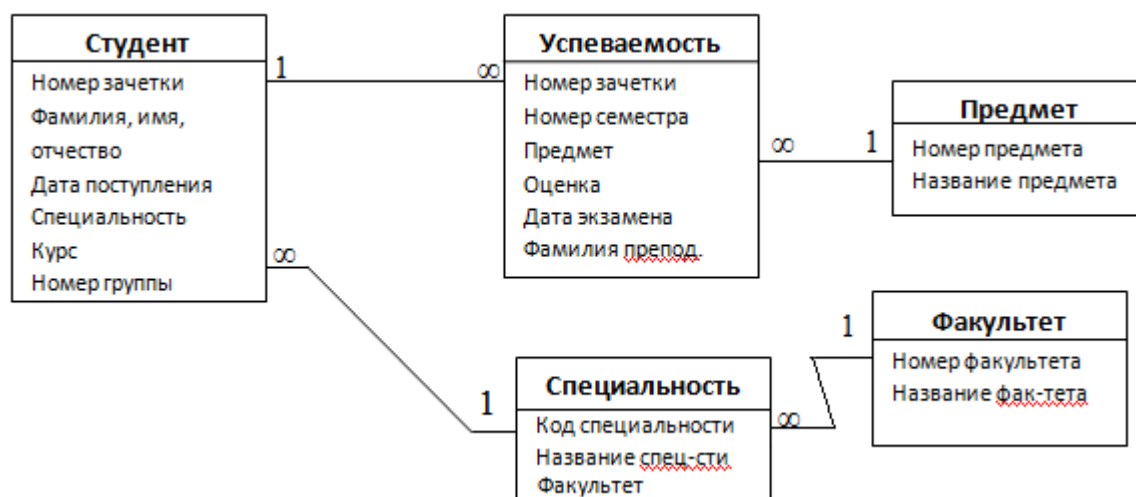 Студент
Номер зачетки
Фамилия, имя,
отчество
Дата поступления
Специальность
Курс
Номер группы
1
∞
Успеваемость
Номер зачетки
Номер семестра
Предмет
Оценка
Дата экзамена
Фамилия препод.
∞
1
Предмет
Номер предмета
Название предмета
∞
1
Специальность
Код специальности
Название спец-сти
Факультет
∞
1
Факультет
Номер факультета
Название фак-тета